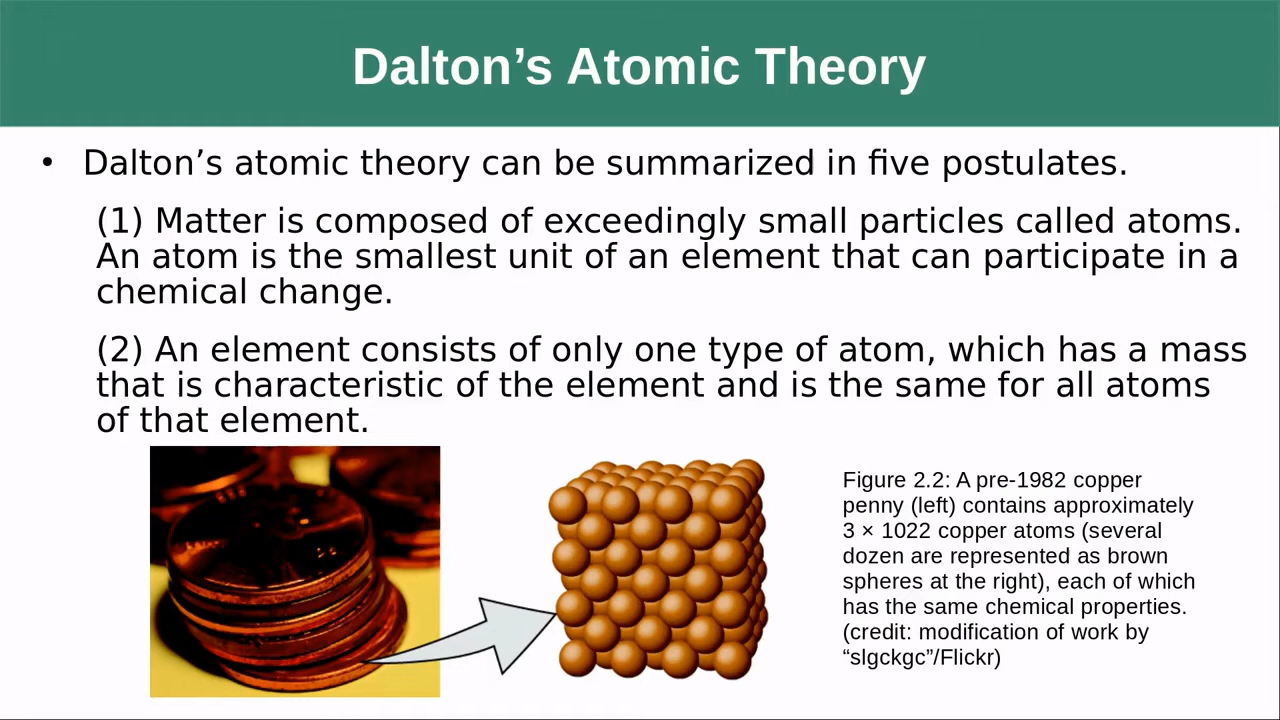 Dalton’s Atomic Theory
• Dalton’s atomic theory can be summarized in five postulates.
(1) Matter is composed of exceedingly small particles called atoms.
An atom is the smallest unit of an element that can participate in a
chemical change.
(2) An element consists of only one type of atom, which has a mass
that is characteristic of the element and is the same for all atoms
of that element.
Figure 2.2: A pre-1982 copper
penny (left) contains approximately
3 × 1022 copper atoms (several
dozen are represented as brown
spheres at the right), each of which
has the same chemical properties.
(credit: modification of work by
“slgckgc”/Flickr)